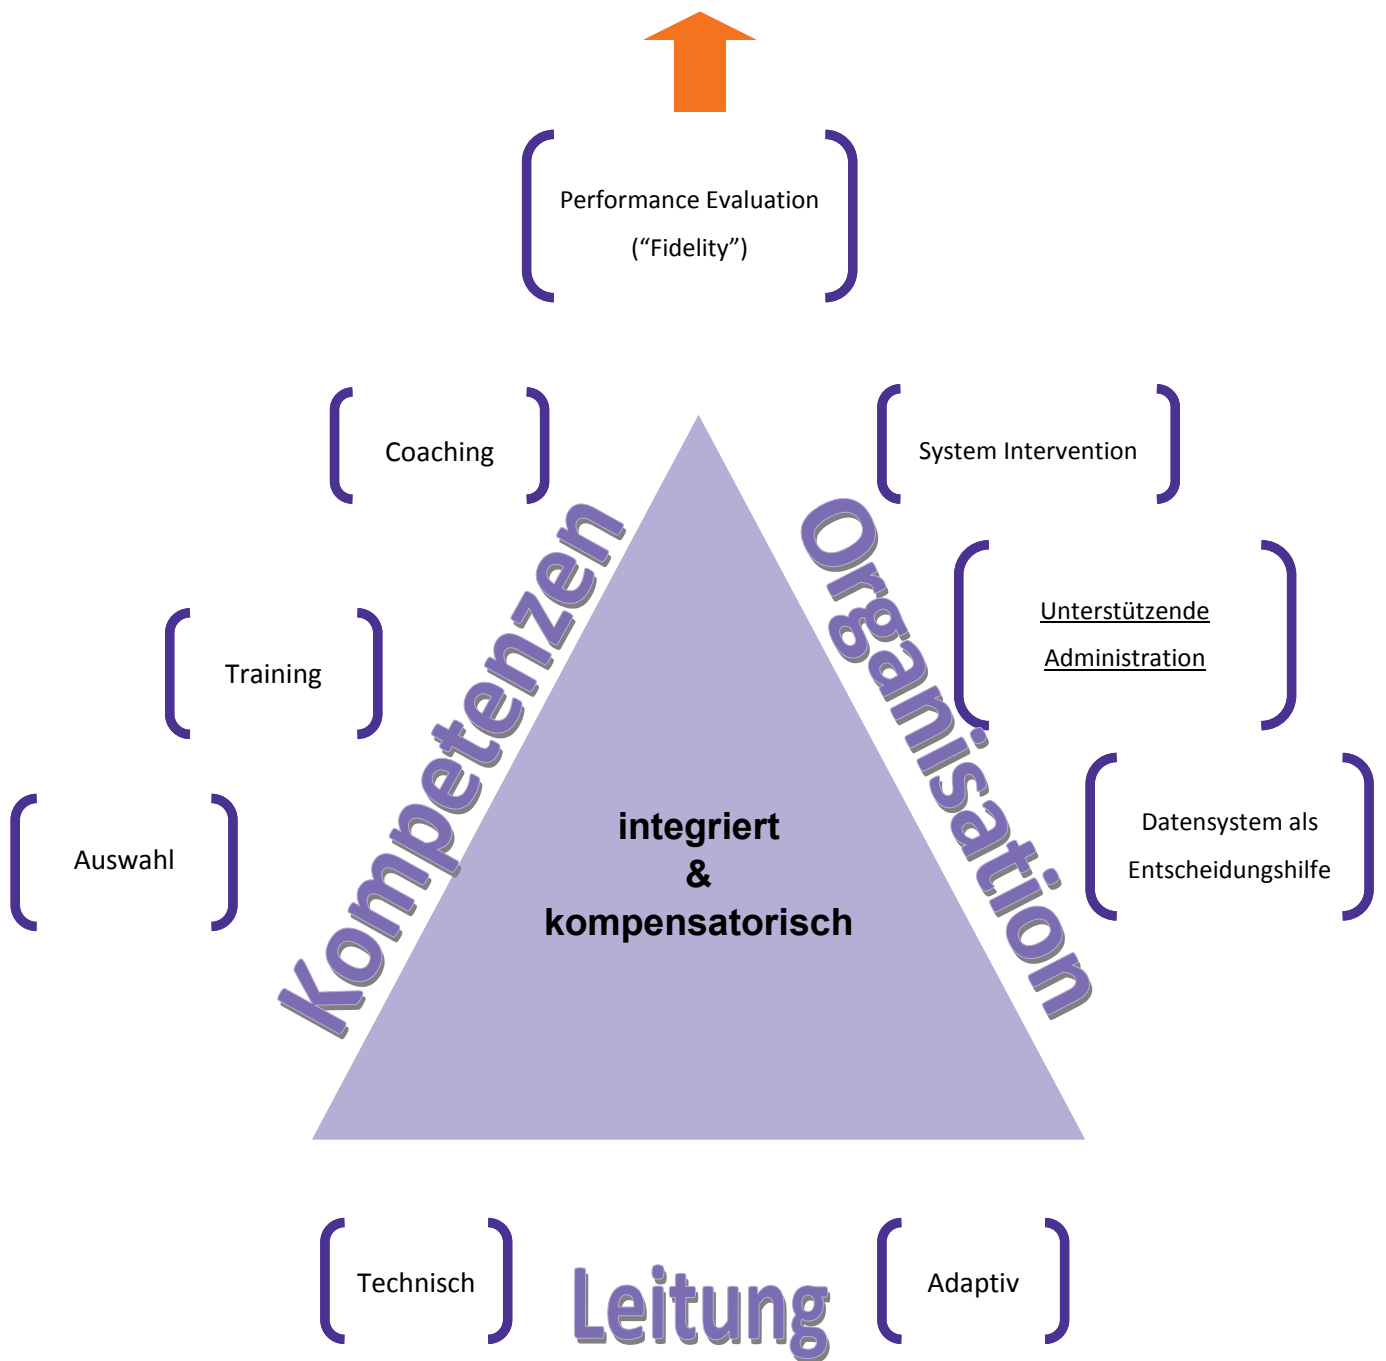 Performance Evaluation
(“Fidelity”)
Coaching
System Intervention
Kompetenzen
Organisation
Unterstützende
Administration
Training
Datensystem als
Entscheidungshilfe
Auswahl
integriert
&
kompensatorisch
Technisch
Leitung
Adaptiv